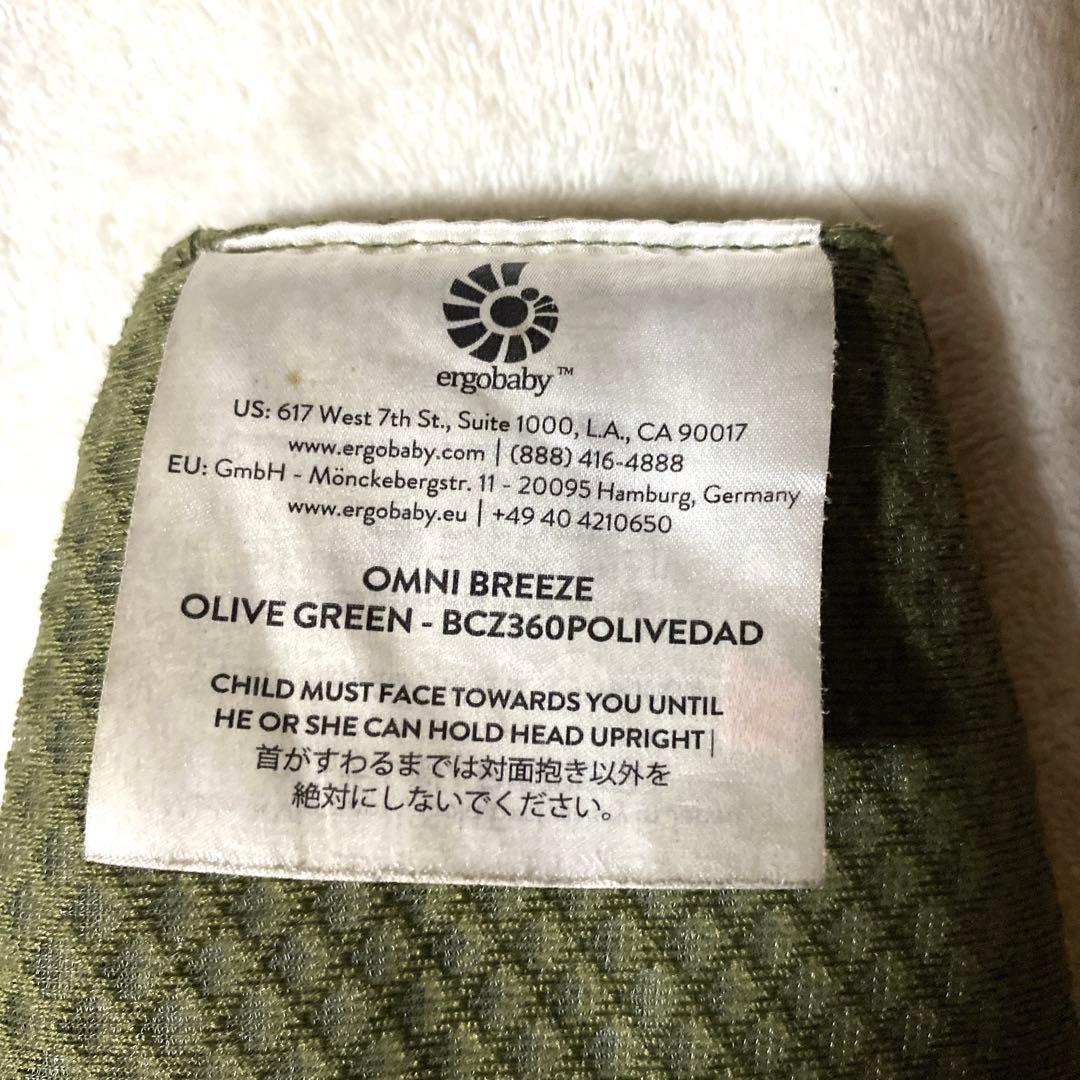 ergobaby™
US: 617 West 7th St., Suite 1000, L.A., CA 90017
www.ergobaby.com | (888) 416-4888
EU: GmbH - Mönckebergstr. 11 - 20095 Hamburg, Germany
www.ergobaby.eu | +49 40 4210650
OMNI BREEZE
OLIVE GREEN - BCZ360POLIVEDAD
CHILD MUST FACE TOWARDS YOU UNTIL
HE OR SHE CAN HOLD HEAD UPRIGHT |
首がすわるまでは対面抱き以外を
絶対にしないでください。